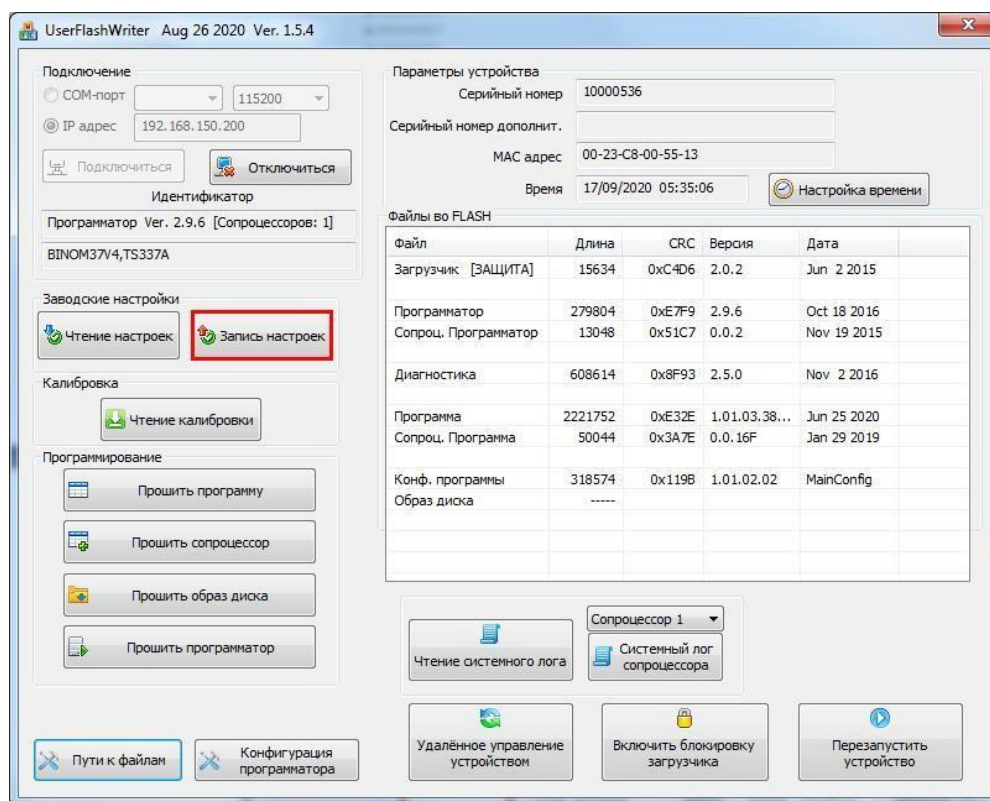 UserFlashWriter Aug 26 2020 Ver. 1.5.4
Подключение
COM-порт 115200
IP адрес 192.168.150.200
Подключиться Отключиться
Идентификатор
Программатор Ver. 2.9.6 [Сопроцессоров: 1]
BINOM37V4,TS337A
Заводские настройки
Чтение настроек Запись настроек
Калибровка
Чтение калибровки
Программирование
Прошить программу
Прошить сопроцессор
Прошить образ диска
Прошить программатор
Пути к файлам
Конфигурация
программатора
Параметры устройства
Серийный номер 10000536
Серийный номер дополнит.
MAC адрес 00-23-C8-00-55-13
Время 17/09/2020 05:35:06 Настройка времени
Файлы во FLASH
Файл Длина CRC Версия Дата
Загрузчик [ЗАЩИТА] 15634 0xC4D6 2.0.2 Jun 2 2015
Программатор 279804 0xE7F9 2.9.6 Oct 18 2016
Сопроц. Программатор 13048 0x51C7 0.0.2 Nov 19 2015
Диагностика 608614 0x8F93 2.5.0 Nov 2 2016
Программа 2221752 0xE32E 1.01.03.38... Jun 25 2020
Сопроц. Программа 50044 0x3A7E 0.0.16F Jan 29 2019
Конф. программы 318574 0x119B 1.01.02.02 MainConfig
Образ диска -----
Чтение системного лога
Сопроцессор 1
Системный лог
сопроцессора
Удалённое управление
устройством
Включить блокировку
загрузчика
Перезапустить
устройство